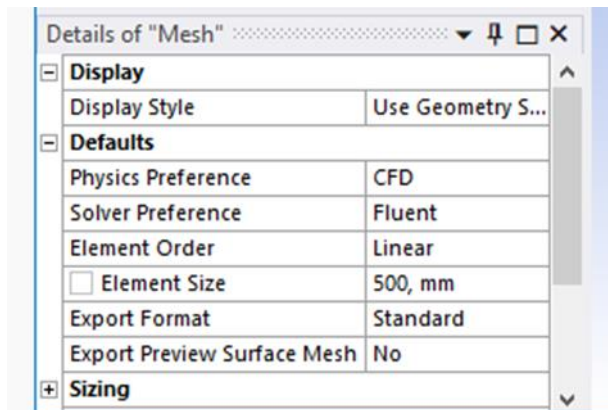 Details of "Mesh"
Display
Display Style Use Geometry S...
Defaults
Physics Preference CFD
Solver Preference Fluent
Element Order Linear
Element Size 500, mm
Export Format Standard
Export Preview Surface Mesh No
Sizing